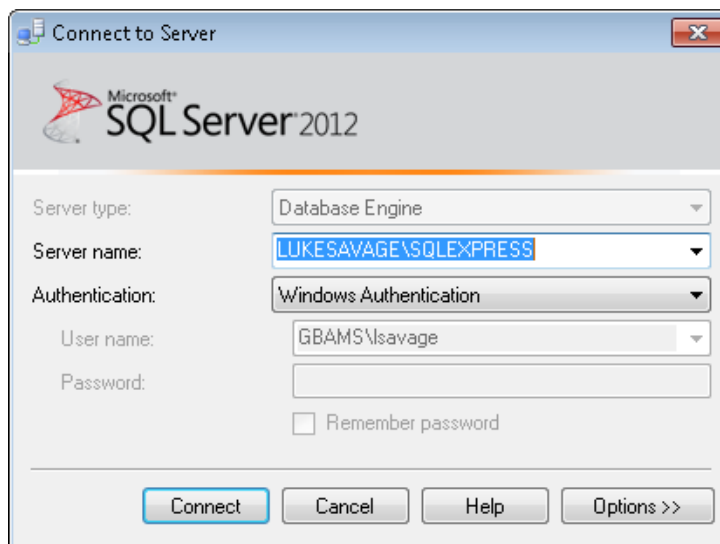 Connect to Server
Microsoft®
SQL Server® 2012
Server type: Database Engine
Server name: LUKESAVAGE\SQLEXPRESS
Authentication: Windows Authentication
User name: GBAMS\lsavage
Password:
Remember password
Connect Cancel Help Options >>